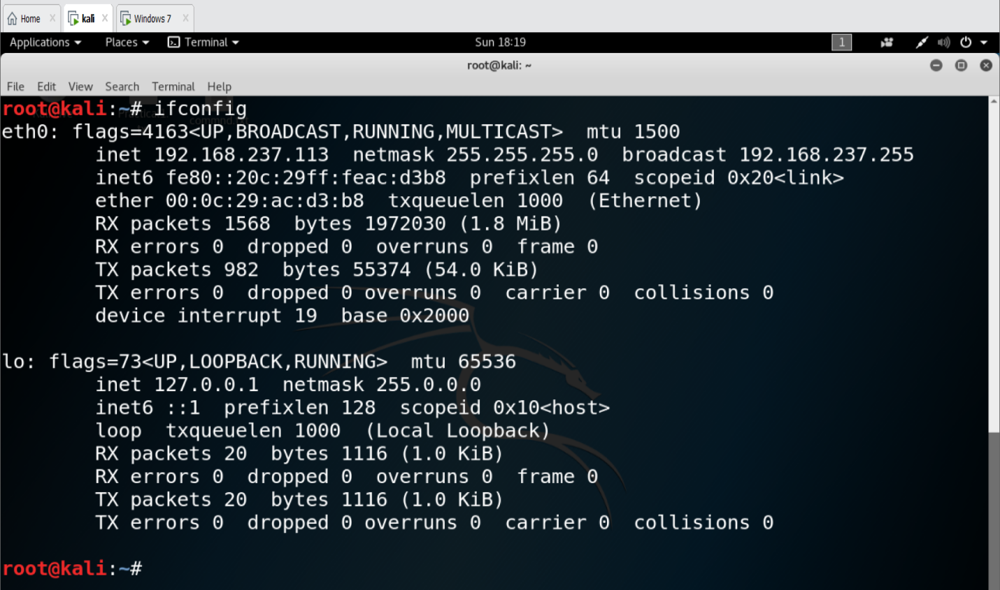 Home kali Windows 7
Applications Places Terminal Sun 18:19 1
root@kali: ~
File Edit View Search Terminal Help
root@kali:~# ifconfig
eth0: flags=4163<UP,BROADCAST,RUNNING,MULTICAST>  mtu 1500
        inet 192.168.237.113  netmask 255.255.255.0  broadcast 192.168.237.255
        inet6 fe80::20c:29ff:feac:d3b8  prefixlen 64  scopeid 0x20<link>
        ether 00:0c:29:ac:d3:b8  txqueuelen 1000  (Ethernet)
        RX packets 1568  bytes 1972030 (1.8 MiB)
        RX errors 0  dropped 0  overruns 0  frame 0
        TX packets 982  bytes 55374 (54.0 KiB)
        TX errors 0  dropped 0 overruns 0  carrier 0  collisions 0
        device interrupt 19  base 0x2000
lo: flags=73<UP,LOOPBACK,RUNNING>  mtu 65536
        inet 127.0.0.1  netmask 255.0.0.0
        inet6 ::1  prefixlen 128  scopeid 0x10<host>
        loop  txqueuelen 1000  (Local Loopback)
        RX packets 20  bytes 1116 (1.0 KiB)
        RX errors 0  dropped 0  overruns 0  frame 0
        TX packets 20  bytes 1116 (1.0 KiB)
        TX errors 0  dropped 0 overruns 0  carrier 0  collisions 0
root@kali:~#